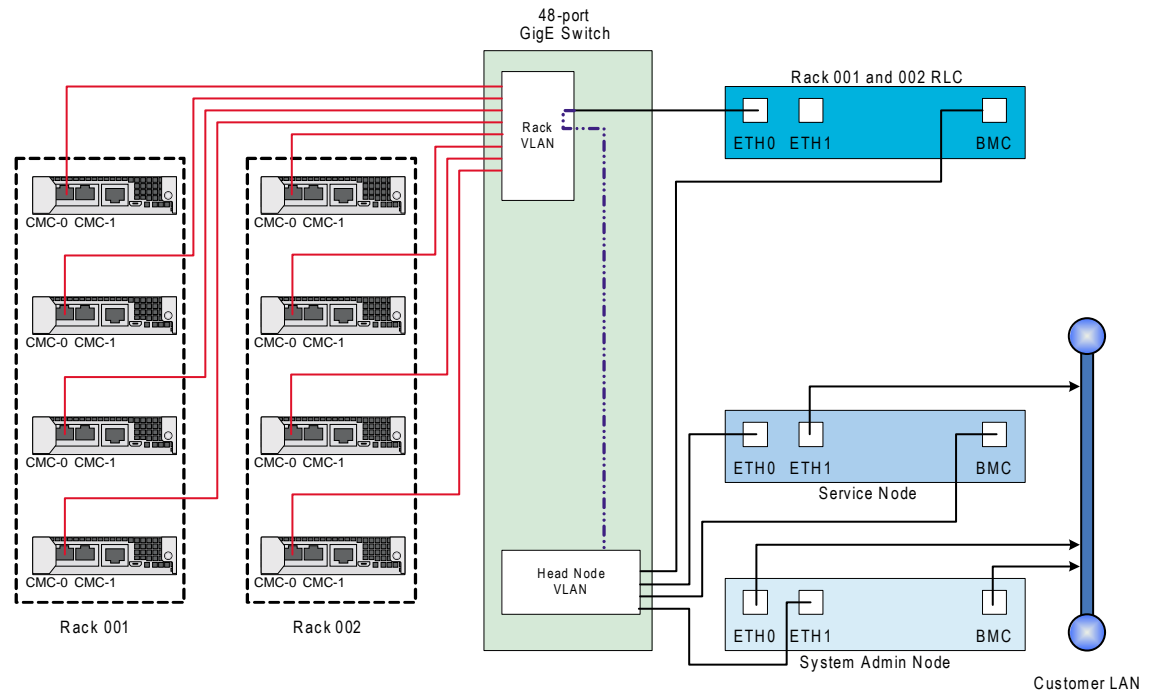 48-port
GigE Switch
Rack 001 and 002 RLC
Rack
VLAN
ETH0 ETH1 BMC
CMC-0 CMC-1
CMC-0 CMC-1
CMC-0 CMC-1
CMC-0 CMC-1
CMC-0 CMC-1
CMC-0 CMC-1
CMC-0 CMC-1
CMC-0 CMC-1
Rack 001
Rack 002
ETH0 ETH1 BMC
Service Node
Head Node
VLAN
ETH0 ETH1 BMC
System Admin Node
Customer LAN